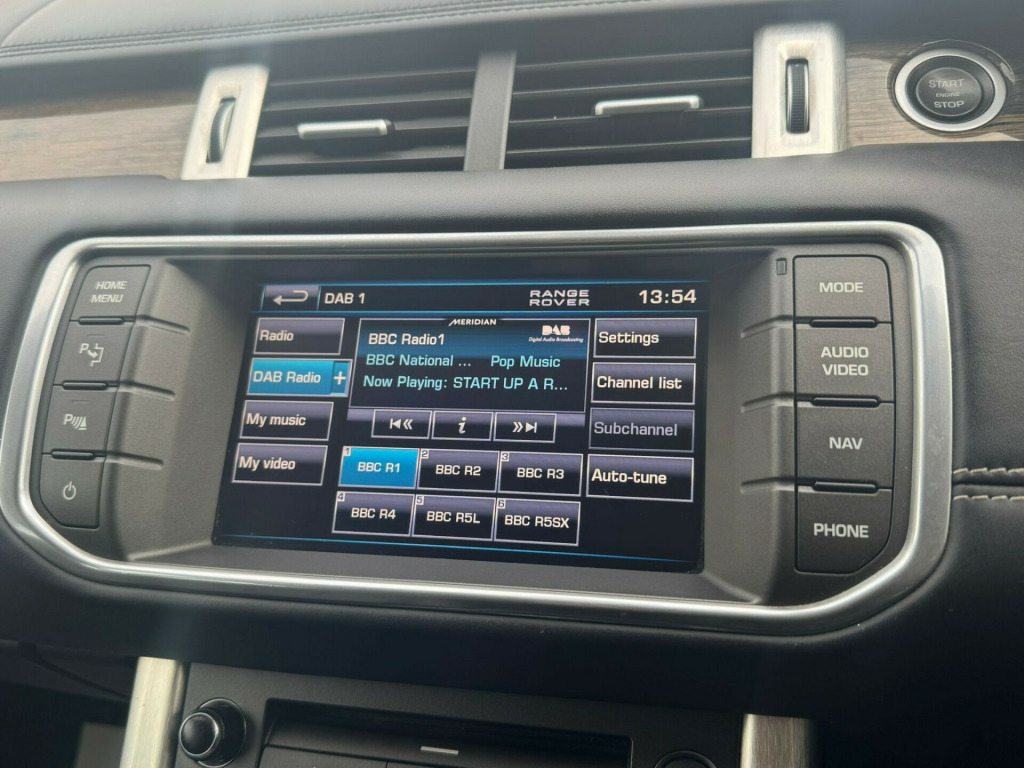 START
ENGINE
STOP
HOME
MENU
P
P
MODE
AUDIO
VIDEO
NAV
PHONE
DAB 1
RANGE
ROVER
13:54
Radio
DAB Radio +
My music
My video
MERIDIAN
BBC Radio1
DAB
Digital Audio Broadcasting
BBC National ... Pop Music
Now Playing: START UP A R...
i
1 BBC R1
2 BBC R2
3 BBC R3
4 BBC R4
5 BBC R5L
6 BBC R5SX
Settings
Channel list
Subchannel
Auto-tune